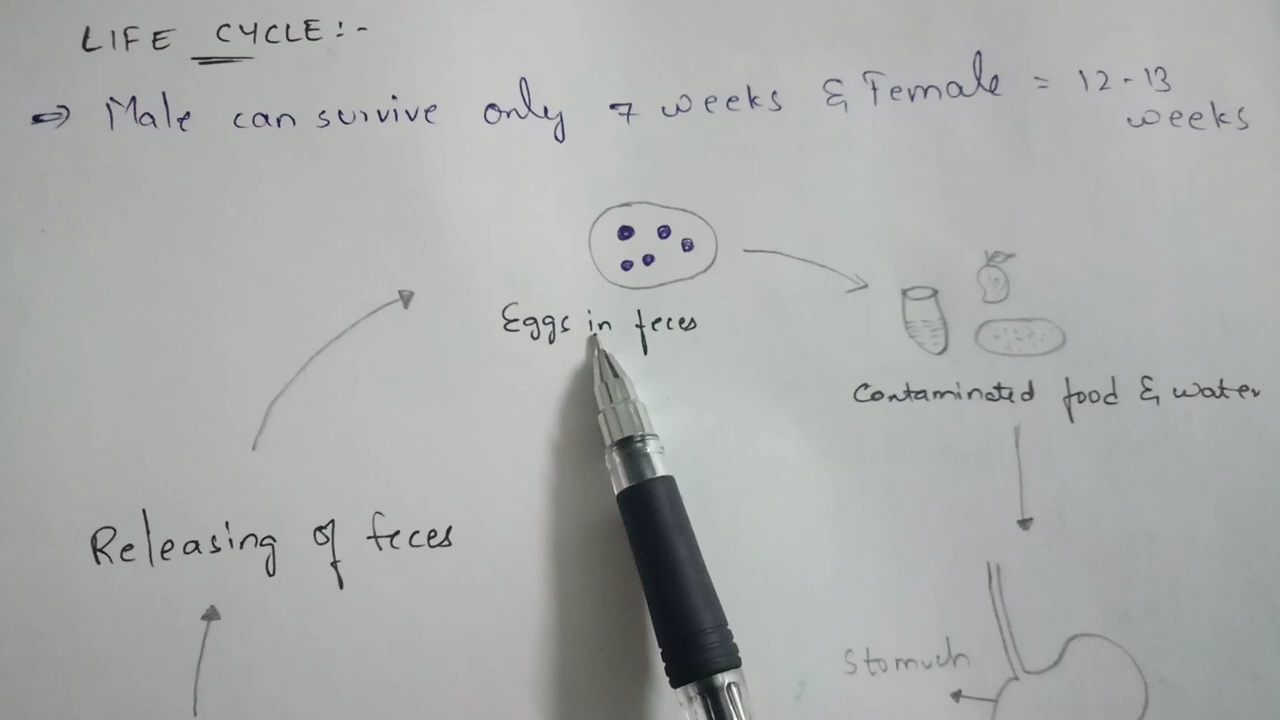 LIFE CYCLE:-
⇒ Male can survive only 7 weeks & Female = 12-13
weeks
Eggs in feces
Contaminated food & water
Releasing of feces
Stomach